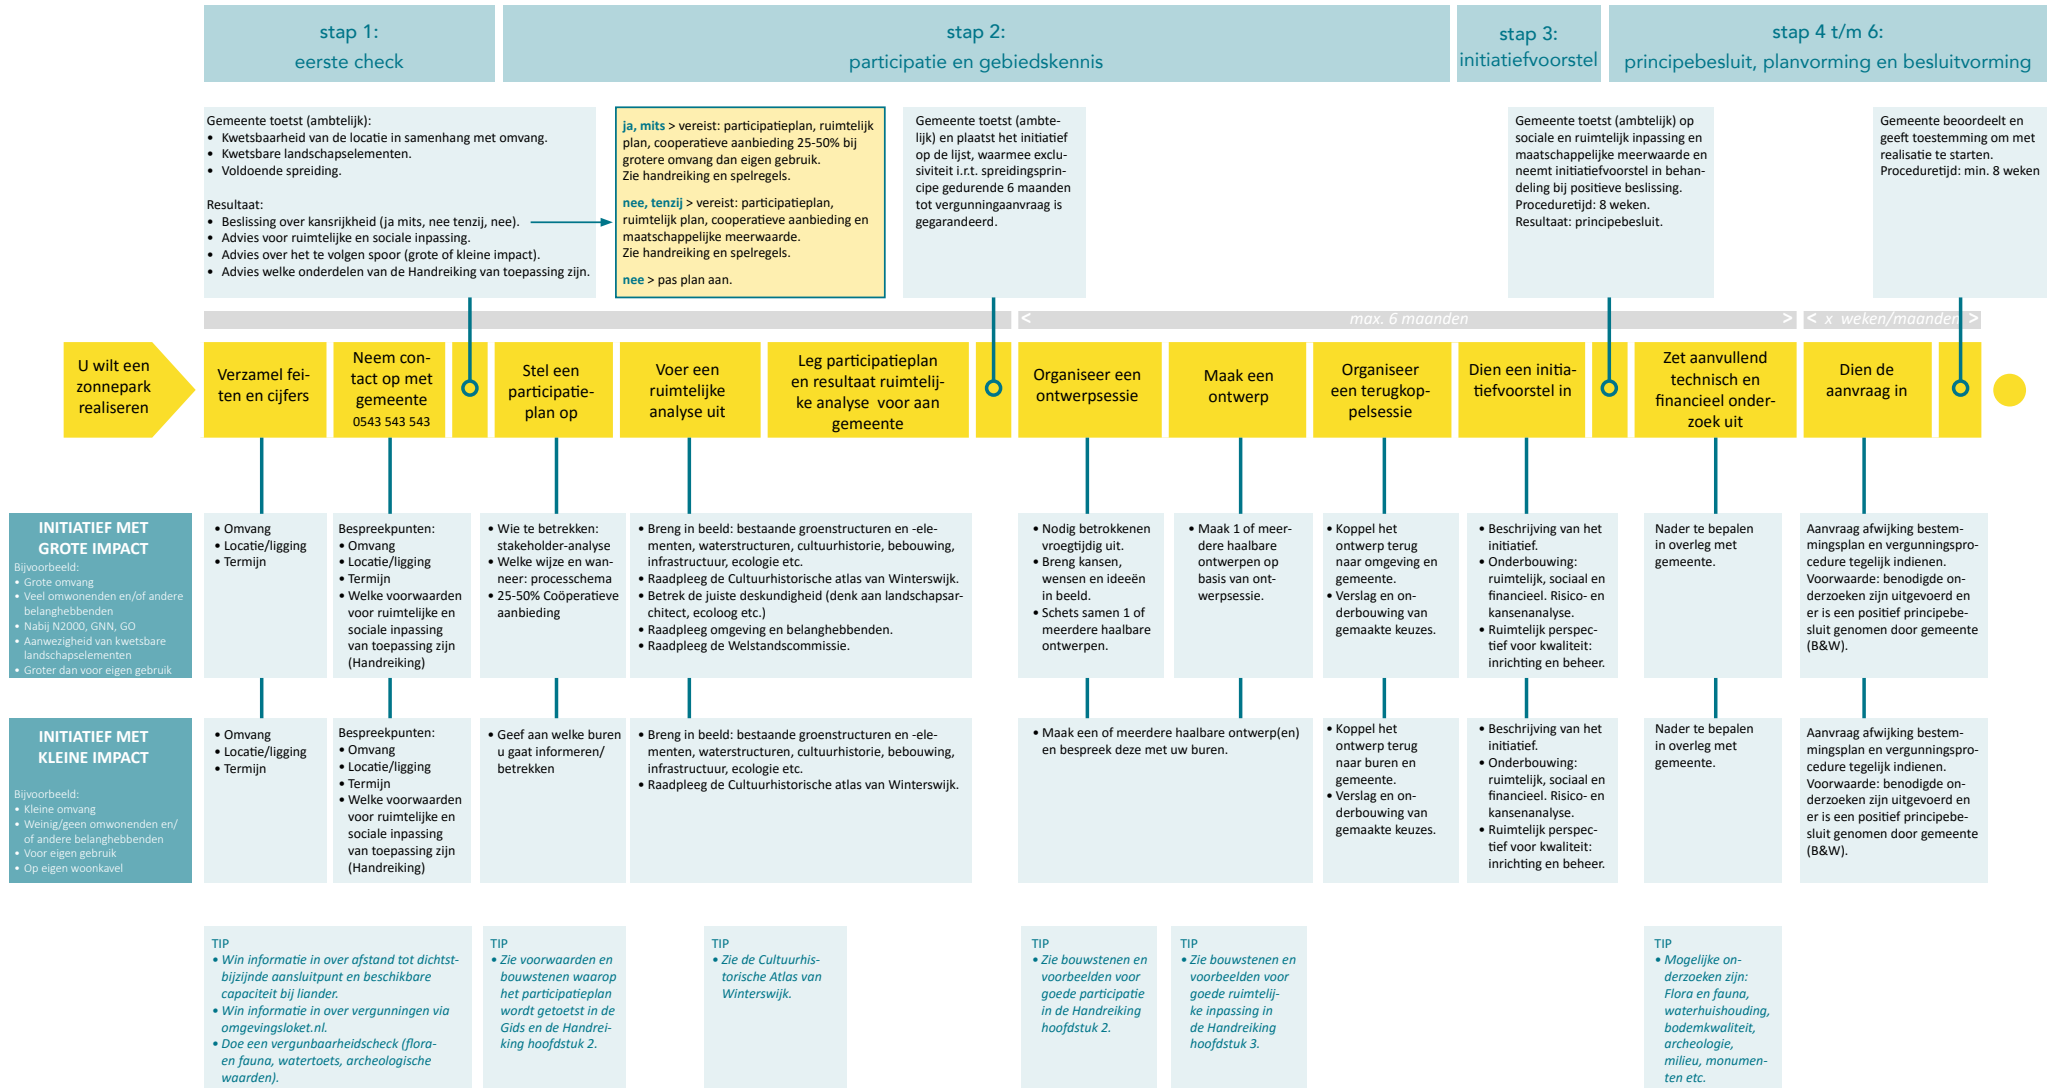 stap 1:
eerste check
stap 2:
participatie en gebiedskennis
stap 3:
initiatiefvoorstel
stap 4 t/m 6:
principebesluit, planvorming en besluitvorming
Gemeente toetst (ambtelijk):
• Kwetsbaarheid van de locatie in samenhang met omvang.
• Kwetsbare landschapselementen.
• Voldoende spreiding.
Resultaat:
• Beslissing over kansrijkheid (ja mits, nee tenzij, nee).
• Advies voor ruimtelijke en sociale inpassing.
• Advies over het te volgen spoor (grote of kleine impact).
• Advies welke onderdelen van de Handreiking van toepassing zijn.
ja, mits > vereist: participatieplan, ruimtelijk
plan, cooperatieve aanbieding 25-50% bij
grotere omvang dan eigen gebruik.
Zie handreiking en spelregels.
nee, tenzij > vereist: participatieplan,
ruimtelijk plan, cooperatieve aanbieding en
maatschappelijke meerwaarde.
Zie handreiking en spelregels.
nee > pas plan aan.
Gemeente toetst (ambte-
lijk) en plaatst het initiatief
op de lijst, waarmee exclu-
siviteit i.r.t. spreidingsprin-
cipe gedurende 6 maanden
tot vergunningaanvraag is
gegarandeerd.
Gemeente toetst (ambtelijk) op
sociale en ruimtelijk inpassing en
maatschappelijke meerwaarde en
neemt initiatiefvoorstel in behan-
deling bij positieve beslissing.
Proceduretijd: 8 weken.
Resultaat: principebesluit.
Gemeente beoordeelt en
geeft toestemming om met
realisatie te starten.
Proceduretijd: min. 8 weken
< max. 6 maanden >
< x weken/maanden >
U wilt een
zonnepark
realiseren
Verzamel fei-
ten en cijfers
Neem con-
tact op met
gemeente
0543 543 543
Stel een
participatie-
plan op
Voer een
ruimtelijke
analyse uit
Leg participatieplan
en resultaat ruimtelij-
ke analyse voor aan
gemeente
Organiseer een
ontwerpsessie
Maak een
ontwerp
Organiseer
een terugkop-
pelsessie
Dien een initia-
tiefvoorstel in
Zet aanvullend
technisch en
financieel onder-
zoek uit
Dien de
aanvraag in
INITIATIEF MET
GROTE IMPACT
Bijvoorbeeld:
• Grote omvang
• Veel omwonenden en/of andere
belanghebbenden
• Nabij N2000, GNN, GO
• Aanwezigheid van kwetsbare
landschapselementen
• Groter dan voor eigen gebruik
• Omvang
• Locatie/ligging
• Termijn
Bespreekpunten:
• Omvang
• Locatie/ligging
• Termijn
• Welke voorwaarden
voor ruimtelijke en
sociale inpassing
van toepassing zijn
(Handreiking)
• Wie te betrekken:
stakeholder-analyse
• Welke wijze en wan-
neer: processchema
• 25-50% Coöperatieve
aanbieding
• Breng in beeld: bestaande groenstructuren en -ele-
menten, waterstructuren, cultuurhistorie, bebouwing,
infrastructuur, ecologie etc.
• Raadpleeg de Cultuurhistorische atlas van Winterswijk.
• Betrek de juiste deskundigheid (denk aan landschapsar-
chitect, ecoloog etc.)
• Raadpleeg omgeving en belanghebbenden.
• Raadpleeg de Welstandscommissie.
• Nodig betrokkenen
vroegtijdig uit.
• Breng kansen,
wensen en ideeën
in beeld.
• Schets samen 1 of
meerdere haalbare
ontwerpen.
• Maak 1 of meer-
dere haalbare
ontwerpen op
basis van ont-
werpsessie.
• Koppel het
ontwerp terug
naar omgeving en
gemeente.
• Verslag en on-
derbouwing van
gemaakte keuzes.
• Beschrijving van het
initiatief.
• Onderbouwing:
ruimtelijk, sociaal en
financieel. Risico- en
kansenanalyse.
• Ruimtelijk perspec-
tief voor kwaliteit:
inrichting en beheer.
Nader te bepalen
in overleg met
gemeente.
Aanvraag afwijking bestem-
mingsplan en vergunningspro-
cedure tegelijk indienen.
Voorwaarde: benodigde on-
derzoeken zijn uitgevoerd en
er is een positief principebe-
sluit genomen door gemeente
(B&W).
INITIATIEF MET
KLEINE IMPACT
Bijvoorbeeld:
• Kleine omvang
• Weinig/geen omwonenden en/
of andere belanghebbenden
• Voor eigen gebruik
• Op eigen woonkavel
• Omvang
• Locatie/ligging
• Termijn
Bespreekpunten:
• Omvang
• Locatie/ligging
• Termijn
• Welke voorwaarden
voor ruimtelijke en
sociale inpassing
van toepassing zijn
(Handreiking)
• Geef aan welke buren
u gaat informeren/
betrekken
• Breng in beeld: bestaande groenstructuren en -ele-
menten, waterstructuren, cultuurhistorie, bebouwing,
infrastructuur, ecologie etc.
• Raadpleeg de Cultuurhistorische atlas van Winterswijk.
• Maak een of meerdere haalbare ontwerp(en)
en bespreek deze met uw buren.
• Koppel het
ontwerp terug
naar buren en
gemeente.
• Verslag en on-
derbouwing van
gemaakte keuzes.
• Beschrijving van het
initiatief.
• Onderbouwing:
ruimtelijk, sociaal en
financieel. Risico- en
kansenanalyse.
• Ruimtelijk perspec-
tief voor kwaliteit:
inrichting en beheer.
Nader te bepalen
in overleg met
gemeente.
Aanvraag afwijking bestem-
mingsplan en vergunningspro-
cedure tegelijk indienen.
Voorwaarde: benodigde on-
derzoeken zijn uitgevoerd en
er is een positief principebe-
sluit genomen door gemeente
(B&W).
TIP
• Win informatie in over afstand tot dichtst-
bijzijnde aansluitpunt en beschikbare
capaciteit bij liander.
• Win informatie in over vergunningen via
omgevingsloket.nl.
• Doe een vergunbaarheidscheck (flora-
en fauna, watertoets, archeologische
waarden).
TIP
• Zie voorwaarden en
bouwstenen waarop
het participatieplan
wordt getoetst in de
Gids en de Handrei-
king hoofdstuk 2.
TIP
• Zie de Cultuurhis-
torische Atlas van
Winterswijk.
TIP
• Zie bouwstenen en
voorbeelden voor
goede participatie
in de Handreiking
hoofdstuk 2.
TIP
• Zie bouwstenen en
voorbeelden voor
goede ruimtelij-
ke inpassing in
de Handreiking
hoofdstuk 3.
TIP
• Mogelijke on-
derzoeken zijn:
Flora en fauna,
waterhuishouding,
bodemkwaliteit,
archeologie,
milieu, monumen-
ten etc.